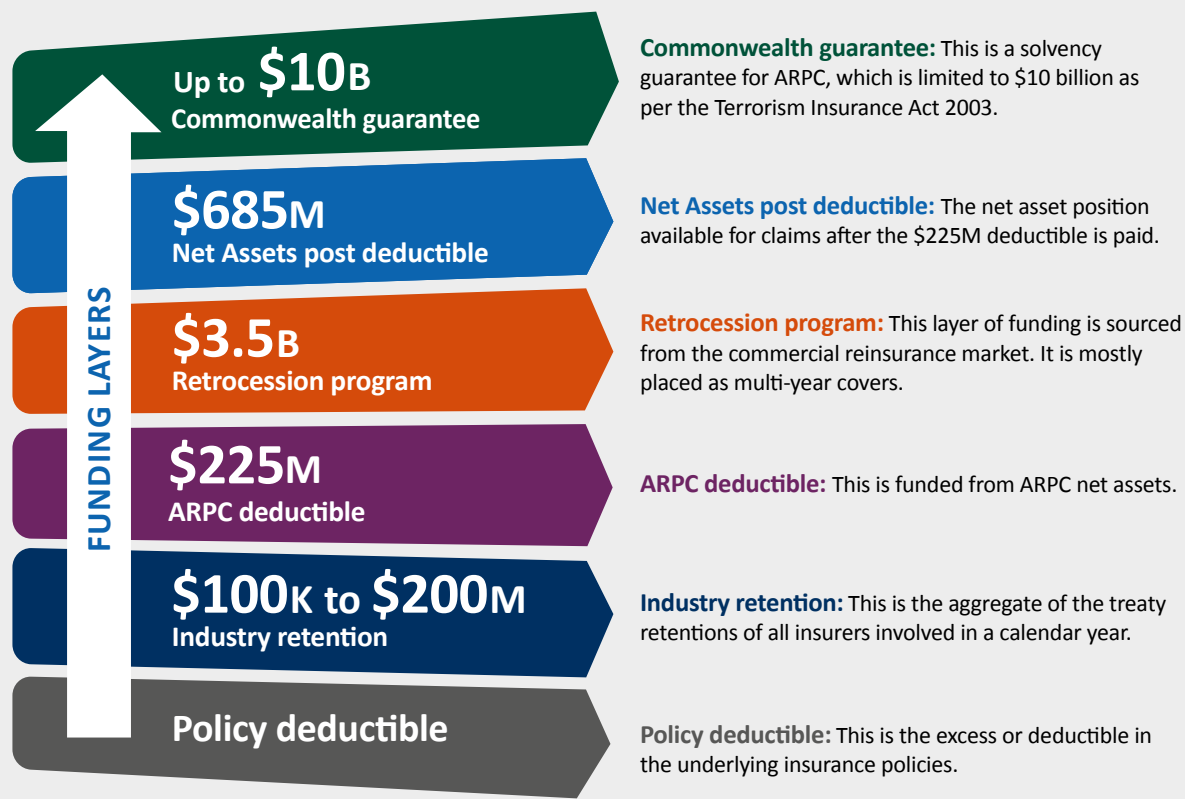 Up to $10B
Commonwealth guarantee
Commonwealth guarantee: This is a solvency
guarantee for ARPC, which is limited to $10 billion as
per the Terrorism Insurance Act 2003.
$685M
Net Assets post deductible
Net Assets post deductible: The net asset position
available for claims after the $225M deductible is paid.
$3.5B
Retrocession program
Retrocession program: This layer of funding is sourced
from the commercial reinsurance market. It is mostly
placed as multi-year covers.
$225M
ARPC deductible
ARPC deductible: This is funded from ARPC net assets.
$100K to $200M
Industry retention
Industry retention: This is the aggregate of the treaty
retentions of all insurers involved in a calendar year.
Policy deductible
Policy deductible: This is the excess or deductible in
the underlying insurance policies.
FUNDING LAYERS